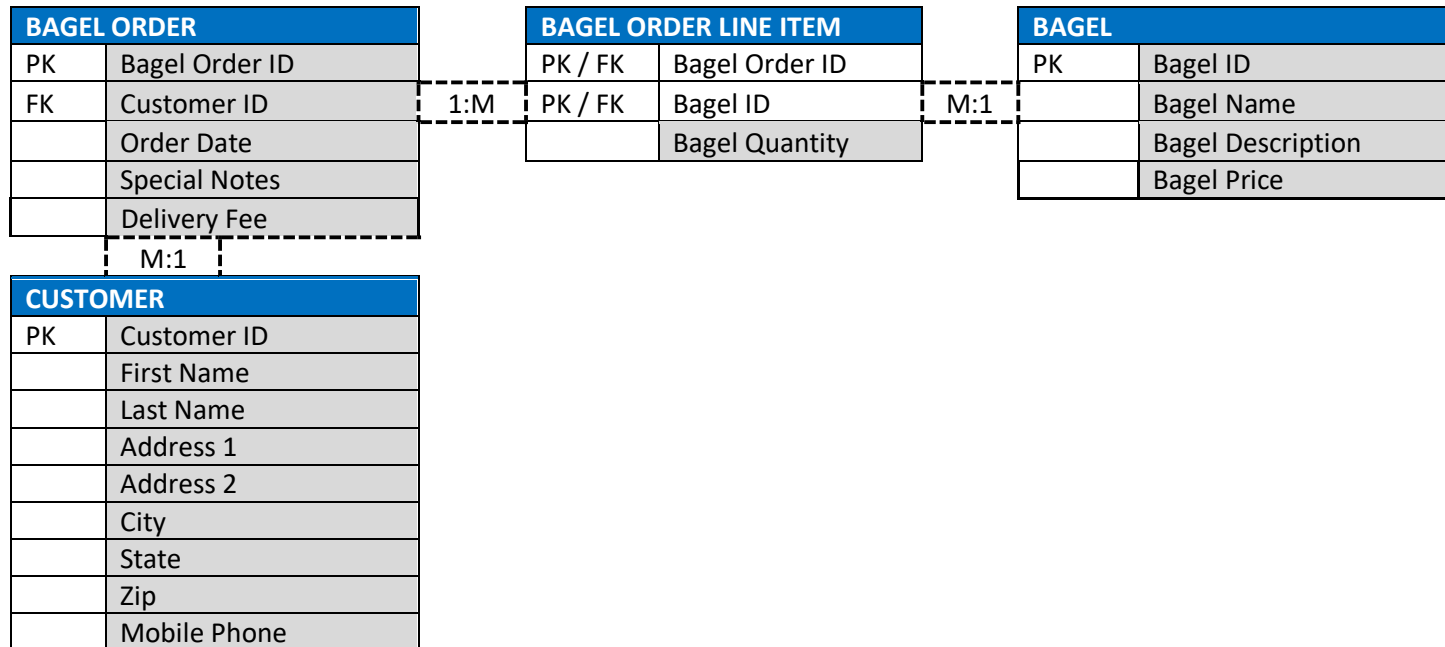 BAGEL ORDER
PK Bagel Order ID
FK Customer ID
Order Date
Special Notes
Delivery Fee
1:M
BAGEL ORDER LINE ITEM
PK / FK Bagel Order ID
PK / FK Bagel ID
Bagel Quantity
M:1
BAGEL
PK Bagel ID
Bagel Name
Bagel Description
Bagel Price
M:1
CUSTOMER
PK Customer ID
First Name
Last Name
Address 1
Address 2
City
State
Zip
Mobile Phone